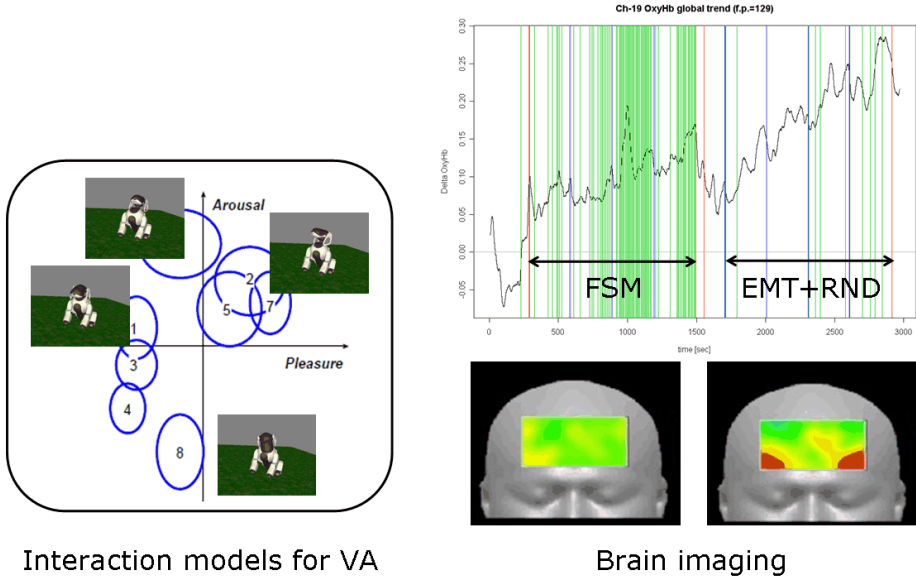 Ch-19 OxyHb global trend (f.p.=129)
Delta OxyHb
0.30
0.25
0.20
0.15
0.10
0.05
0.00
-0.05
FSM
EMT+RND
0
500
1000
1500
2000
2500
3000
time [sec]
Arousal
Pleasure
2
5
7
1
3
4
8
Interaction models for VA
Brain imaging